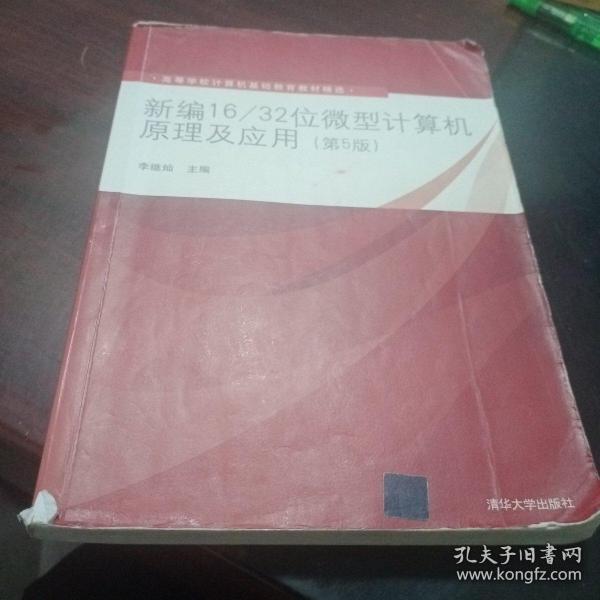 ·高等学校计算机基础教育教材精选·
新编16/32位微型计算机
原理及应用(第5版)
李继灿 主编
清华大学出版社
孔夫子旧书网
www.kongfz.com